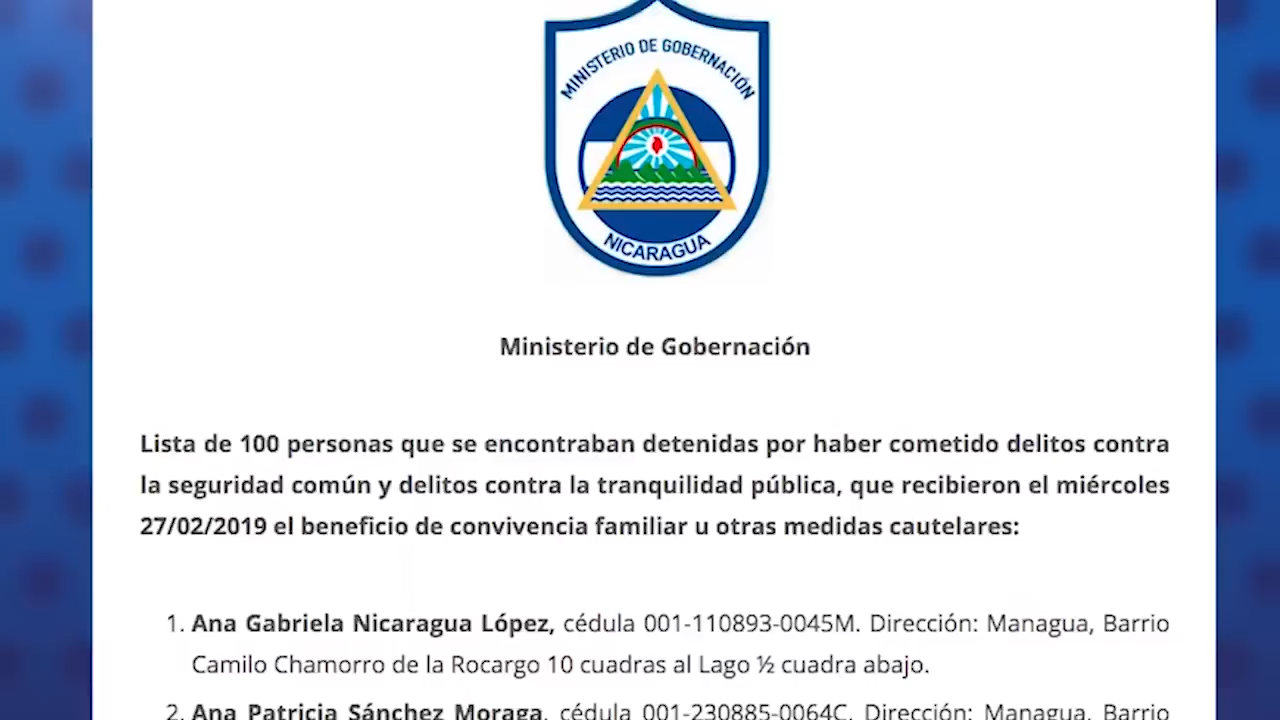 MINISTERIO DE GOBERNACIÓN
NICARAGUA
Ministerio de Gobernación
Lista de 100 personas que se encontraban detenidas por haber cometido delitos contra
la seguridad común y delitos contra la tranquilidad pública, que recibieron el miércoles
27/02/2019 el beneficio de convivencia familiar u otras medidas cautelares:
1. Ana Gabriela Nicaragua López, cédula 001-110893-0045M. Dirección: Managua, Barrio
Camilo Chamorro de la Rocargo 10 cuadras al Lago ½ cuadra abajo.
2. Ana Patricia Sánchez Moraga, cédula 001-230885-0064C. Dirección: Managua, Barrio